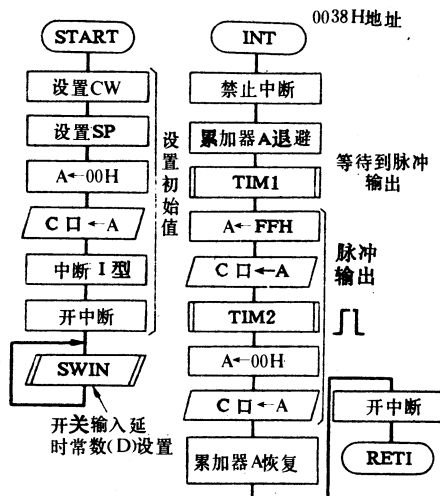 START
设置CW
设置SP
A←00H
C口←A
中断I型
开中断
设置初始值
SWIN
开关输入延
时常数(D)设置
INT
0038H地址
禁止中断
累加器A退避
TIM1
等待到脉冲
输出
A←FFH
C口←A
TIM2
A←00H
C口←A
脉冲
输出
累加器A恢复
开中断
RETI